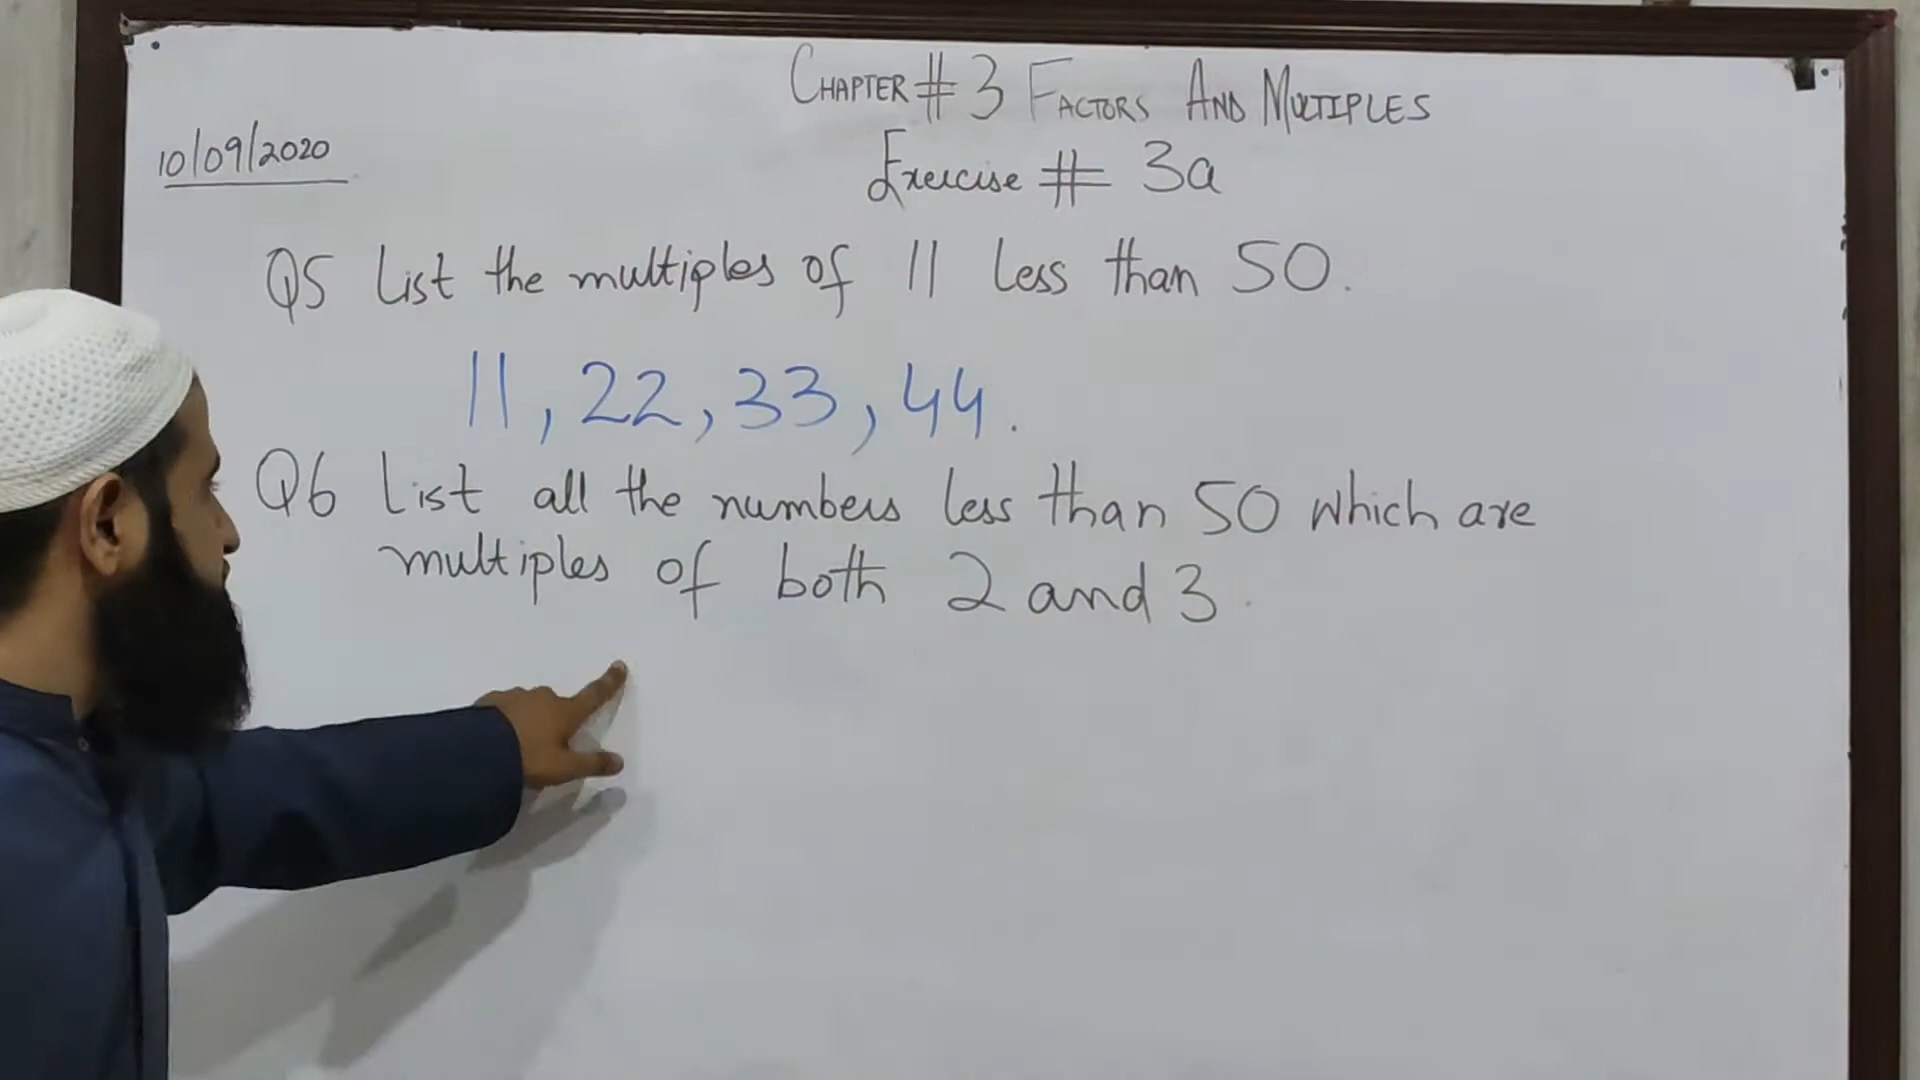 CHAPTER # 3 FACTORS AND MULTIPLES
10/09/2020
Exercise # 3a
Q5 List the multiples of 11 less than 50.
11, 22, 33, 44.
Q6 List all the numbers less than 50 which are
multiples of both 2 and 3.